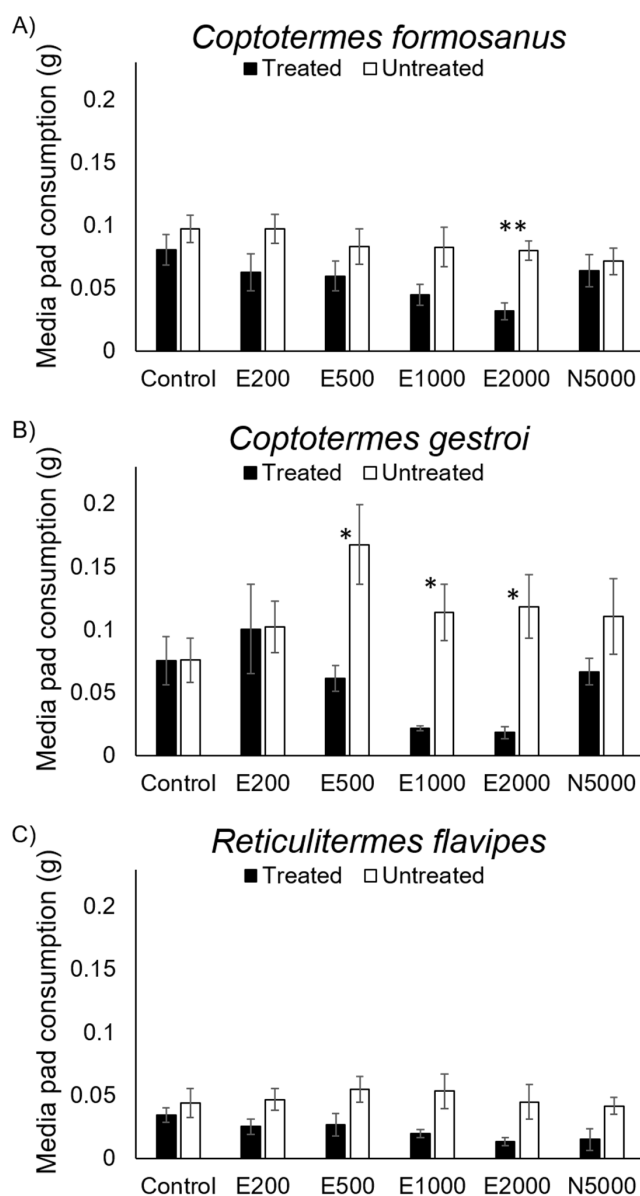 A)
Coptotermes formosanus
Treated Untreated
Media pad consumption (g)
0.2
0.15
0.1
0.05
0
**
Control E200 E500 E1000 E2000 N5000
B)
Coptotermes gestroi
Treated Untreated
Media pad consumption (g)
0.2
0.15
0.1
0.05
0
* * *
Control E200 E500 E1000 E2000 N5000
C)
Reticulitermes flavipes
Treated Untreated
Media pad consumption (g)
0.2
0.15
0.1
0.05
0
Control E200 E500 E1000 E2000 N5000